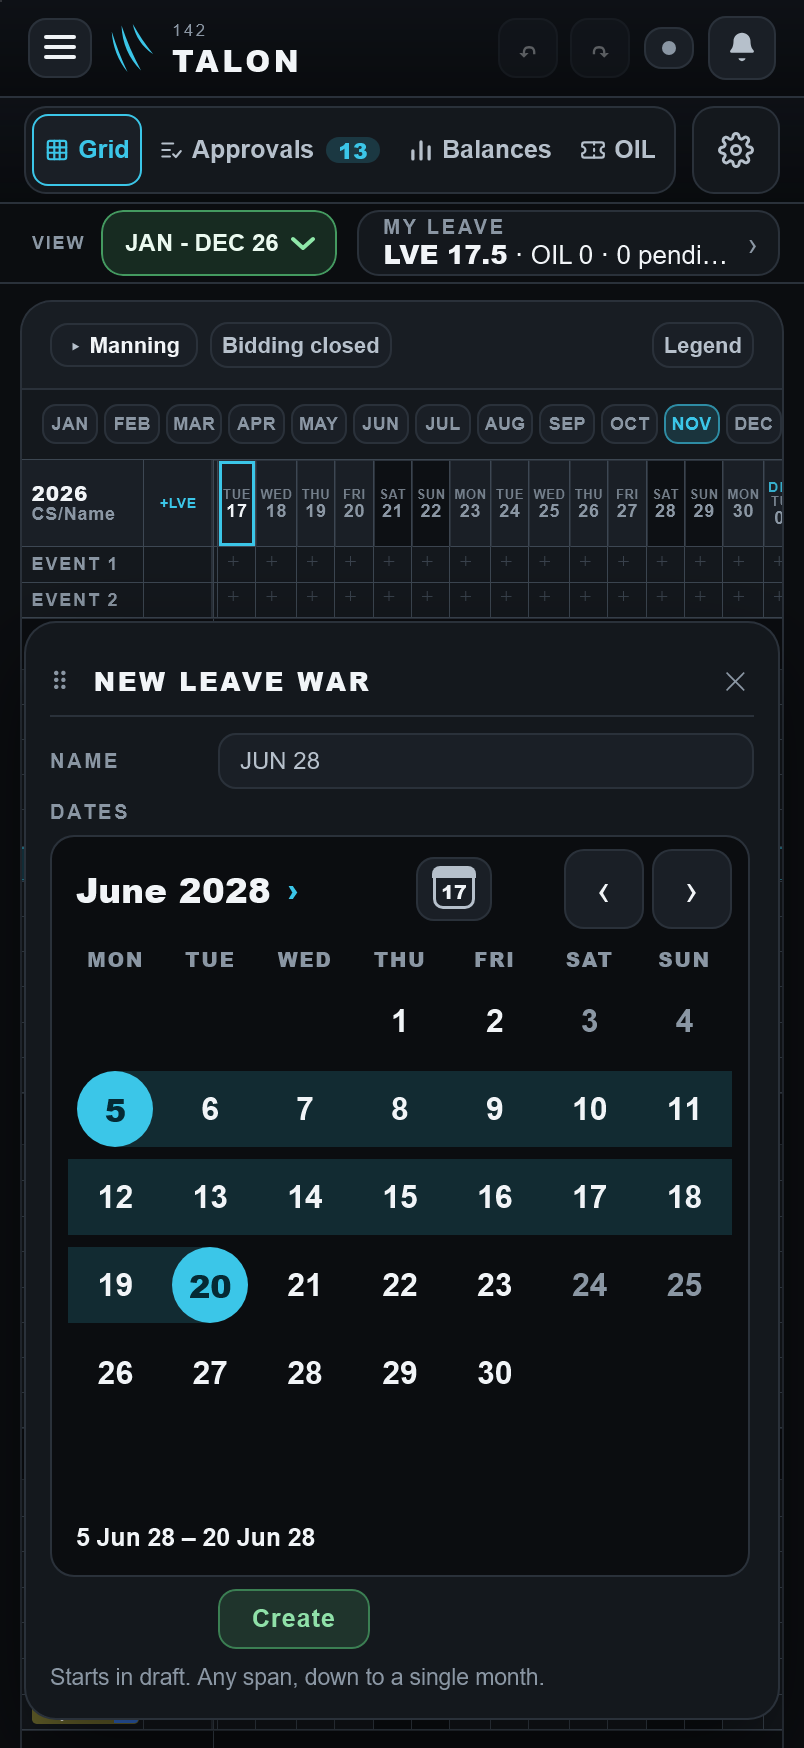 142
TALON
Grid
Approvals 13
Balances
OIL
VIEW
JAN - DEC 26
MY LEAVE
LVE 17.5 · OIL 0 · 0 pendi…
Manning
Bidding closed
Legend
JAN FEB MAR APR MAY JUN JUL AUG SEP OCT NOV DEC
2026
CS/Name
+LVE
TUE WED THU FRI SAT SUN MON TUE WED THU FRI SAT SUN MON
17 18 19 20 21 22 23 24 25 26 27 28 29 30
EVENT 1 + + + + + + + + + + + + + + +
EVENT 2 + + + + + + + + + + + + + + +
NEW LEAVE WAR
NAME
JUN 28
DATES
June 2028 ›
17
‹ ›
MON TUE WED THU FRI SAT SUN
1 2 3 4
5 6 7 8 9 10 11
12 13 14 15 16 17 18
19 20 21 22 23 24 25
26 27 28 29 30
5 Jun 28 – 20 Jun 28
Create
Starts in draft. Any span, down to a single month.